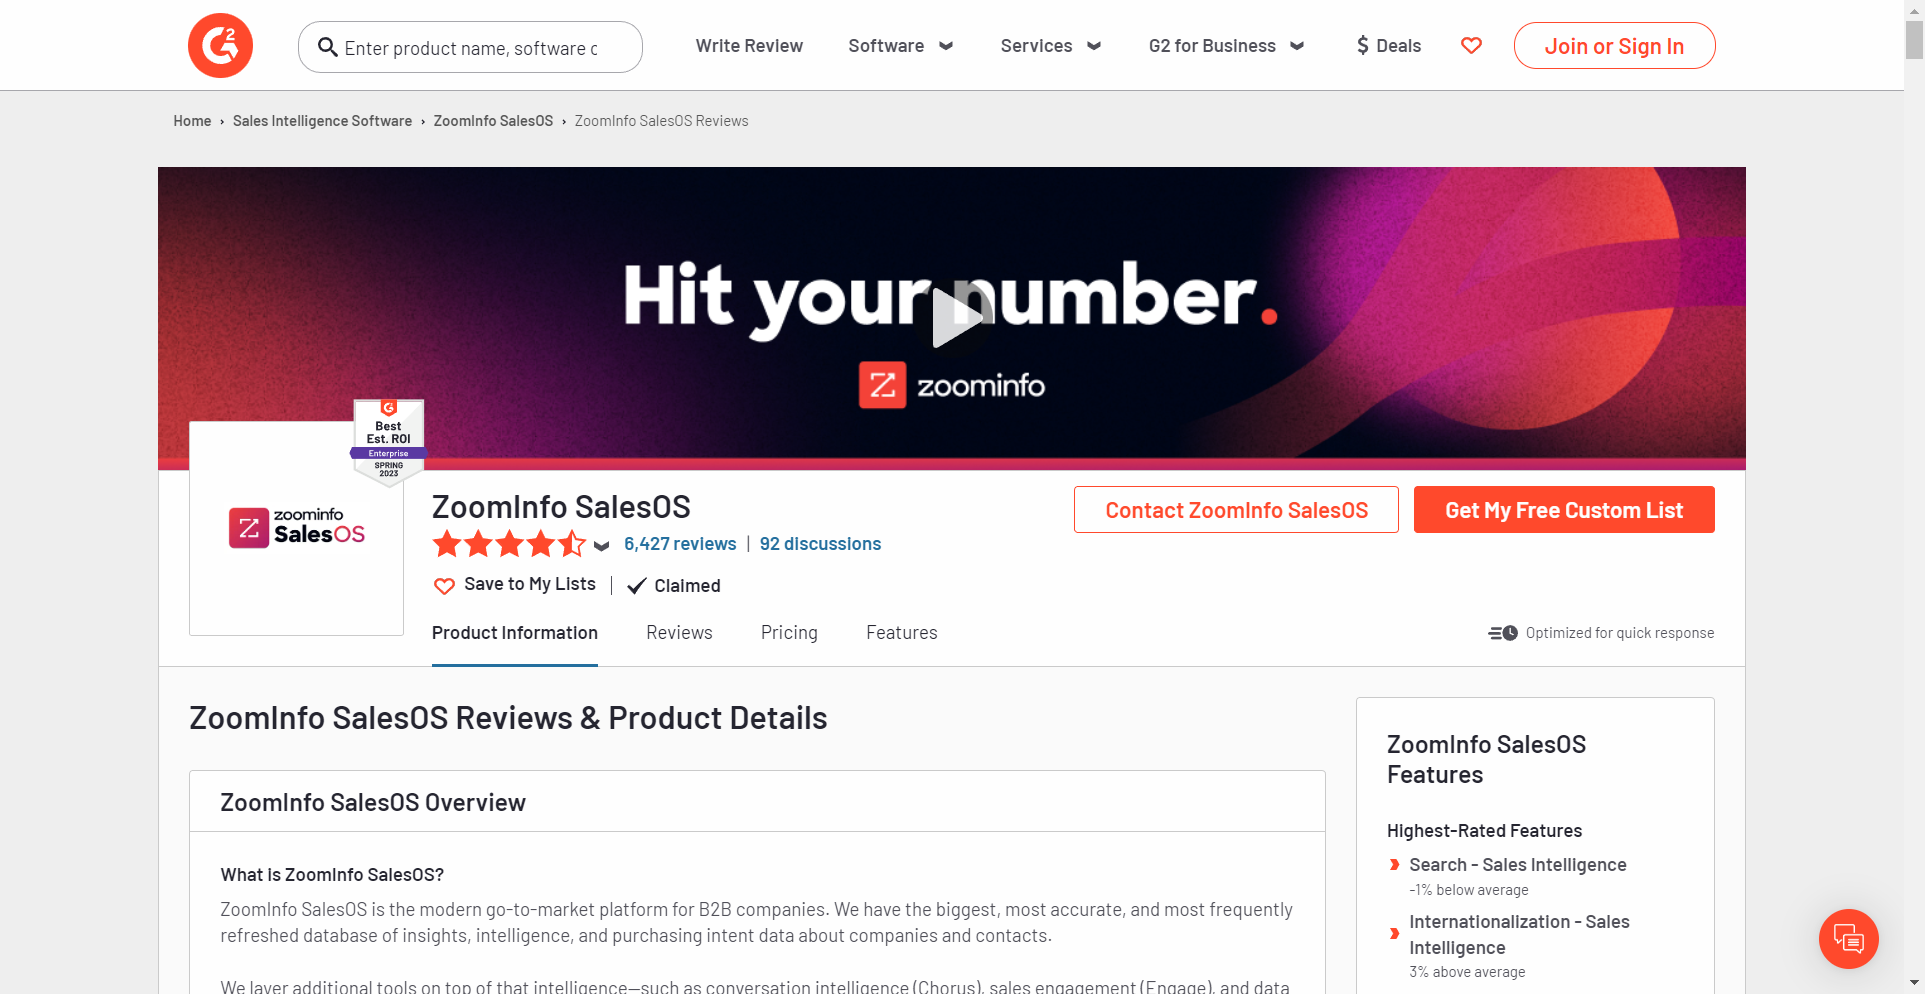 G2
Enter product name, software c
Write Review
Software
Services
G2 for Business
$ Deals
Join or Sign In
Home › Sales Intelligence Software › ZoomInfo SalesOS › ZoomInfo SalesOS Reviews
Hit your number.
zoominfo
G2
Best
Est. ROI
Enterprise
SPRING
2023
zoominfo
SalesOS
ZoomInfo SalesOS
6,427 reviews | 92 discussions
Save to My Lists | Claimed
Contact ZoomInfo SalesOS
Get My Free Custom List
Product Information
Reviews
Pricing
Features
Optimized for quick response
ZoomInfo SalesOS Reviews & Product Details
ZoomInfo SalesOS Overview
What is ZoomInfo SalesOS?
ZoomInfo SalesOS is the modern go-to-market platform for B2B companies. We have the biggest, most accurate, and most frequently
refreshed database of insights, intelligence, and purchasing intent data about companies and contacts.
We layer additional tools on top of that intelligence—such as conversation intelligence (Chorus), sales engagement (Engage), and data
ZoomInfo SalesOS
Features
Highest-Rated Features
Search - Sales Intelligence
-1% below average
Internationalization - Sales
Intelligence
3% above average